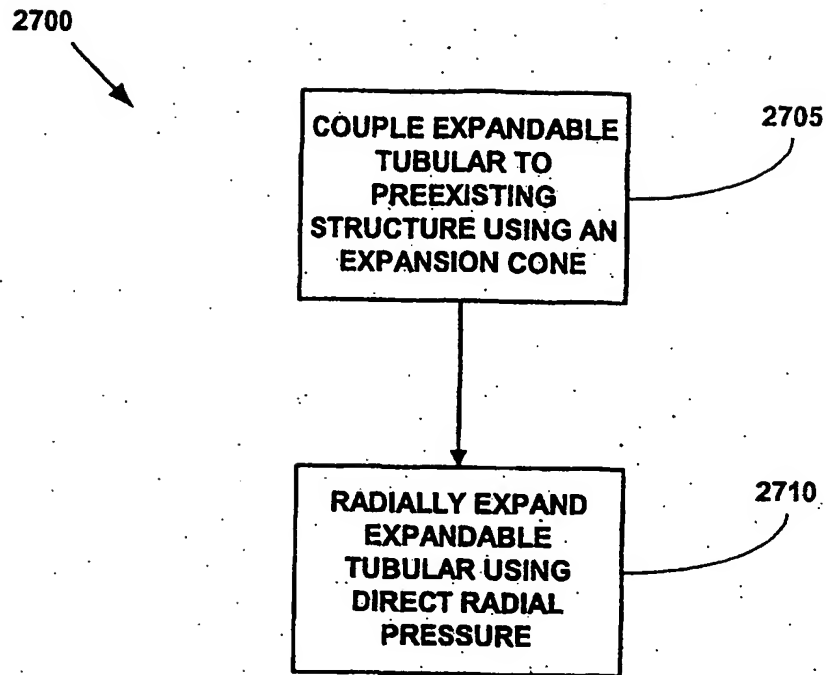 2700
COUPLE EXPANDABLE
TUBULAR TO
PREEXISTING
STRUCTURE USING AN
EXPANSION CONE
2705
RADIALLY EXPAND
EXPANDABLE
TUBULAR USING
DIRECT RADIAL
PRESSURE
2710